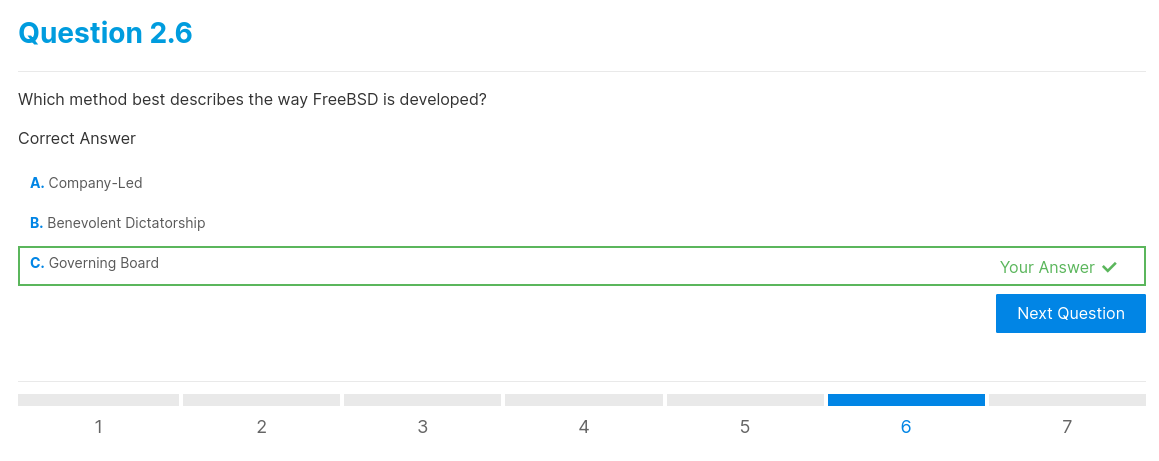 Question 2.6
Which method best describes the way FreeBSD is developed?
Correct Answer
A. Company-Led
B. Benevolent Dictatorship
C. Governing Board
Your Answer ✓
Next Question
1 2 3 4 5 6 7